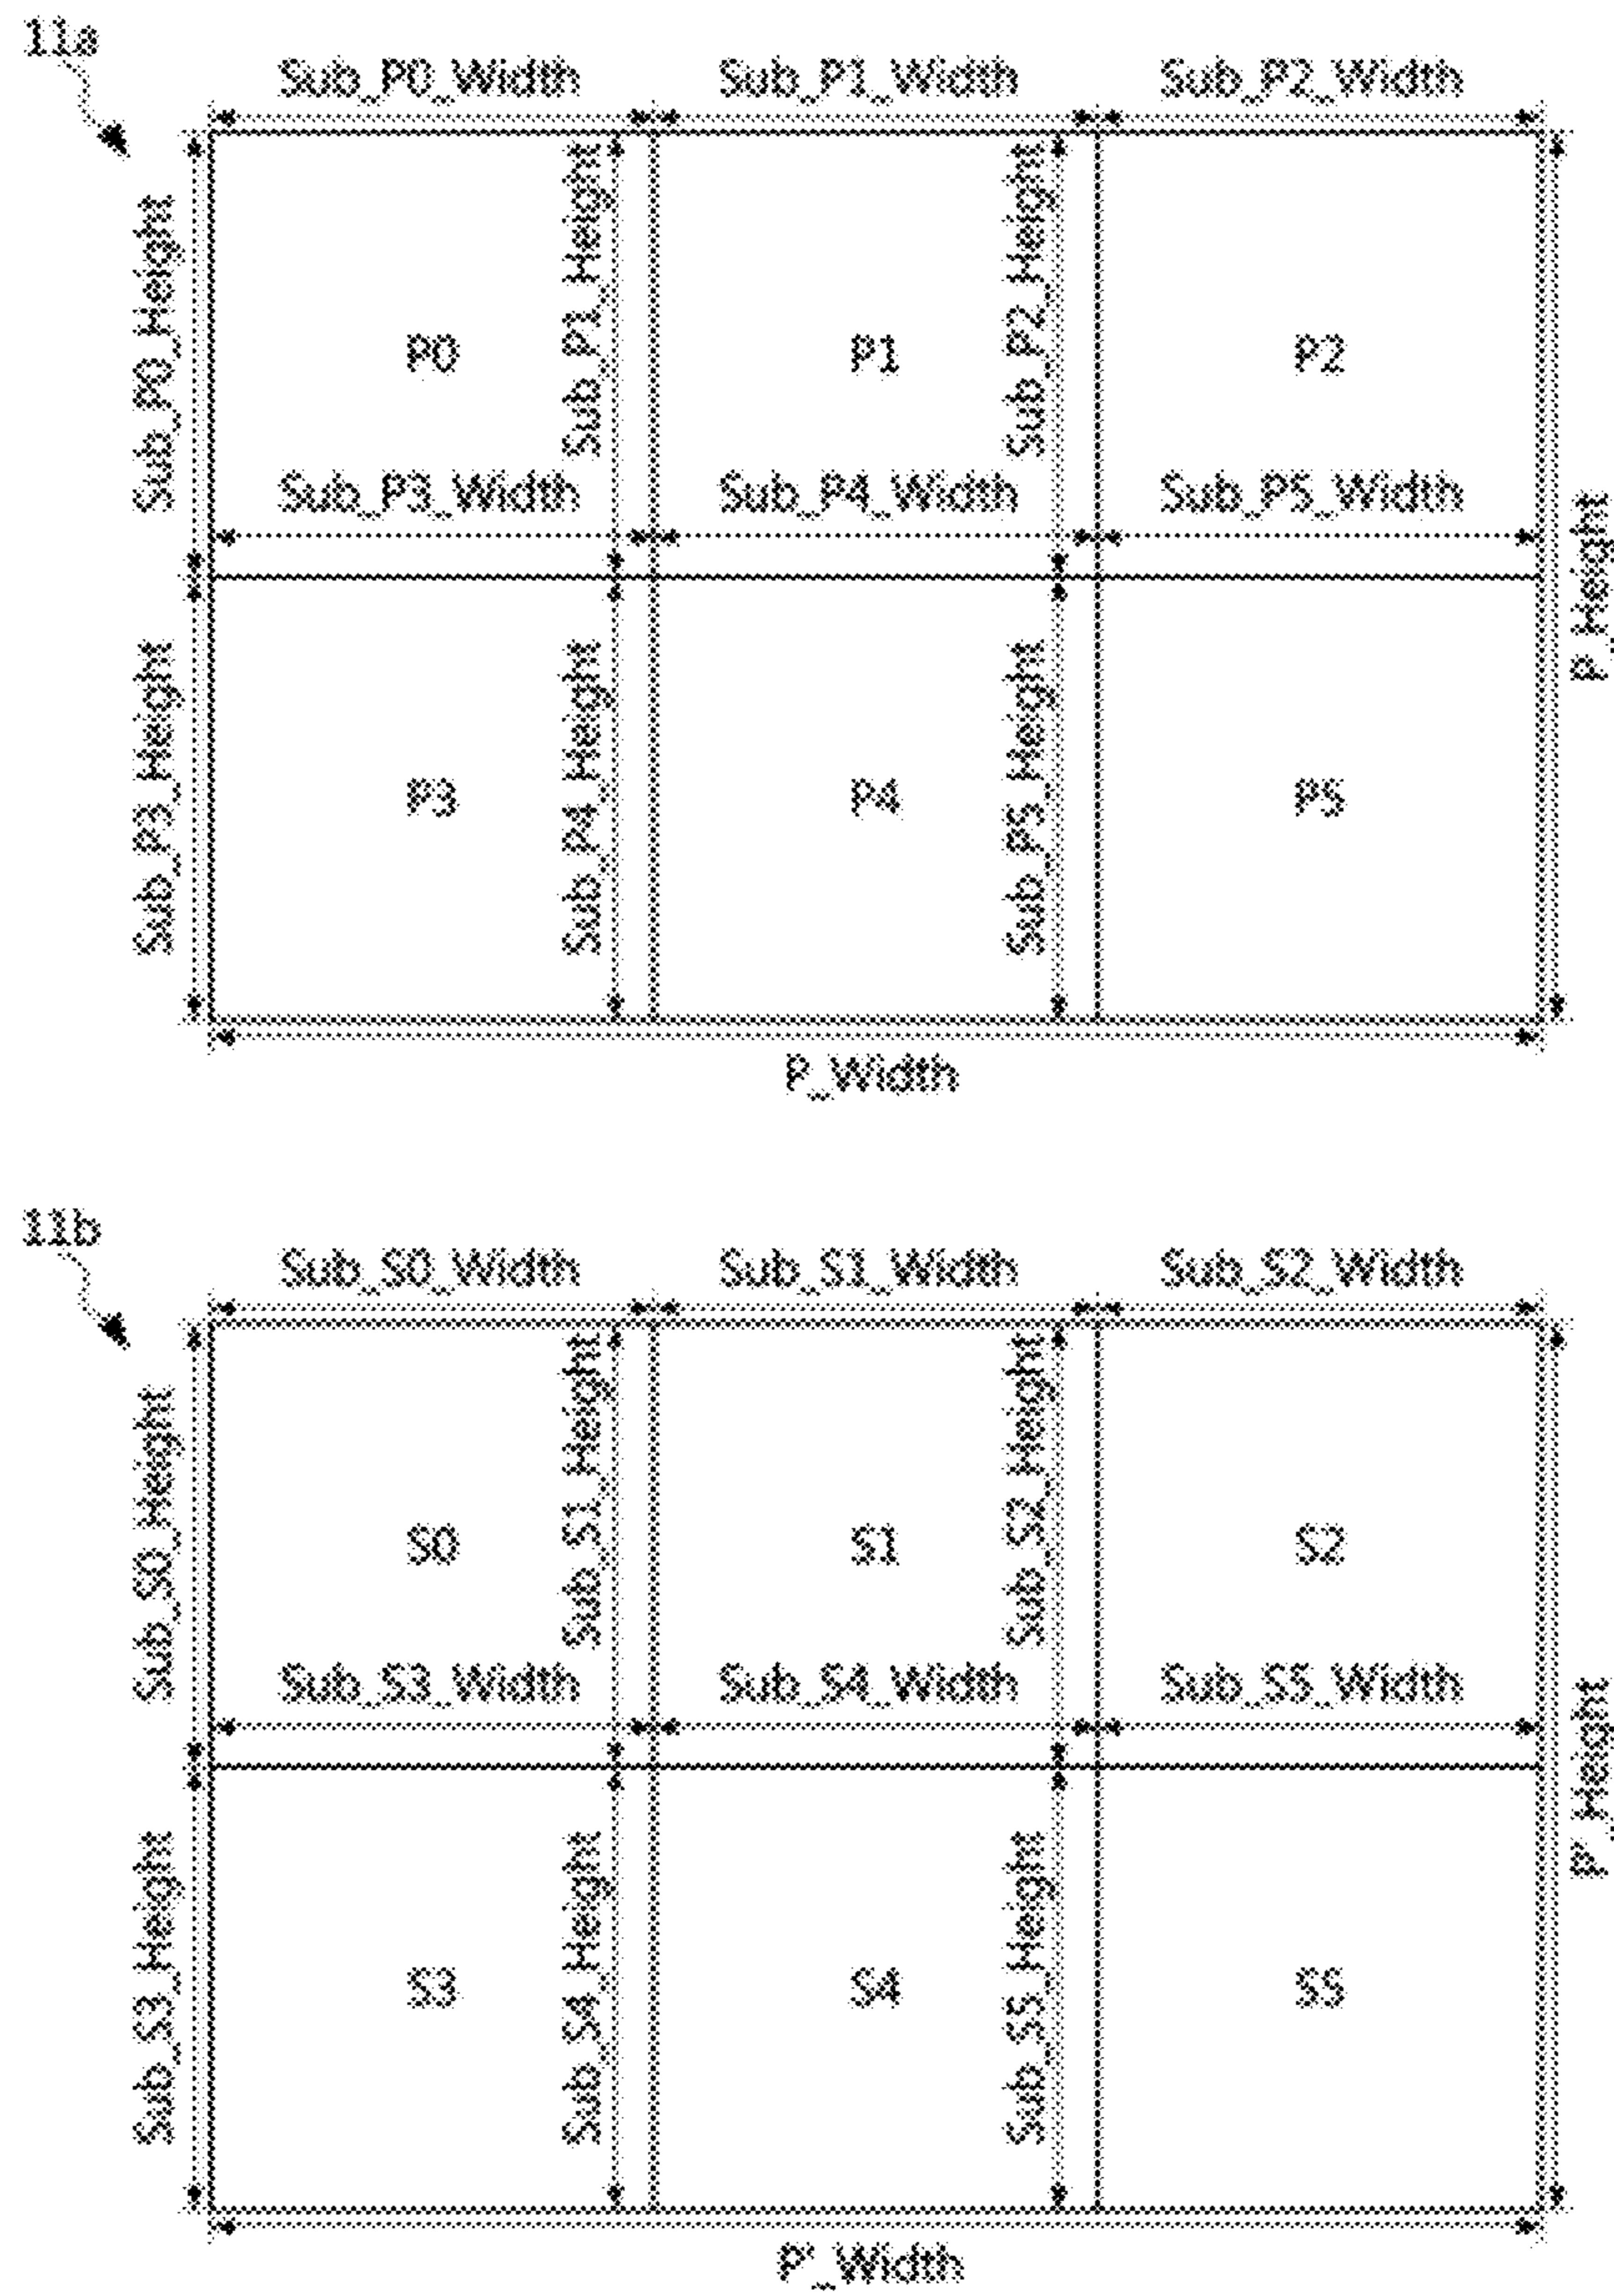 11a
Sub_P0_Width
Sub_P1_Width
Sub_P2_Width
Sub_P0_Height
Sub_P1_Height
Sub_P2_Height
P0
P1
P2
Sub_P3_Width
Sub_P4_Width
Sub_P5_Width
P_Height
Sub_P3_Height
Sub_P4_Height
Sub_P5_Height
P3
P4
P5
P_Width
11b
Sub_S0_Width
Sub_S1_Width
Sub_S2_Width
Sub_S0_Height
Sub_S1_Height
Sub_S2_Height
S0
S1
S2
Sub_S3_Width
Sub_S4_Width
Sub_S5_Width
P'_Height
Sub_S3_Height
Sub_S4_Height
Sub_S5_Height
S3
S4
S5
P'_Width